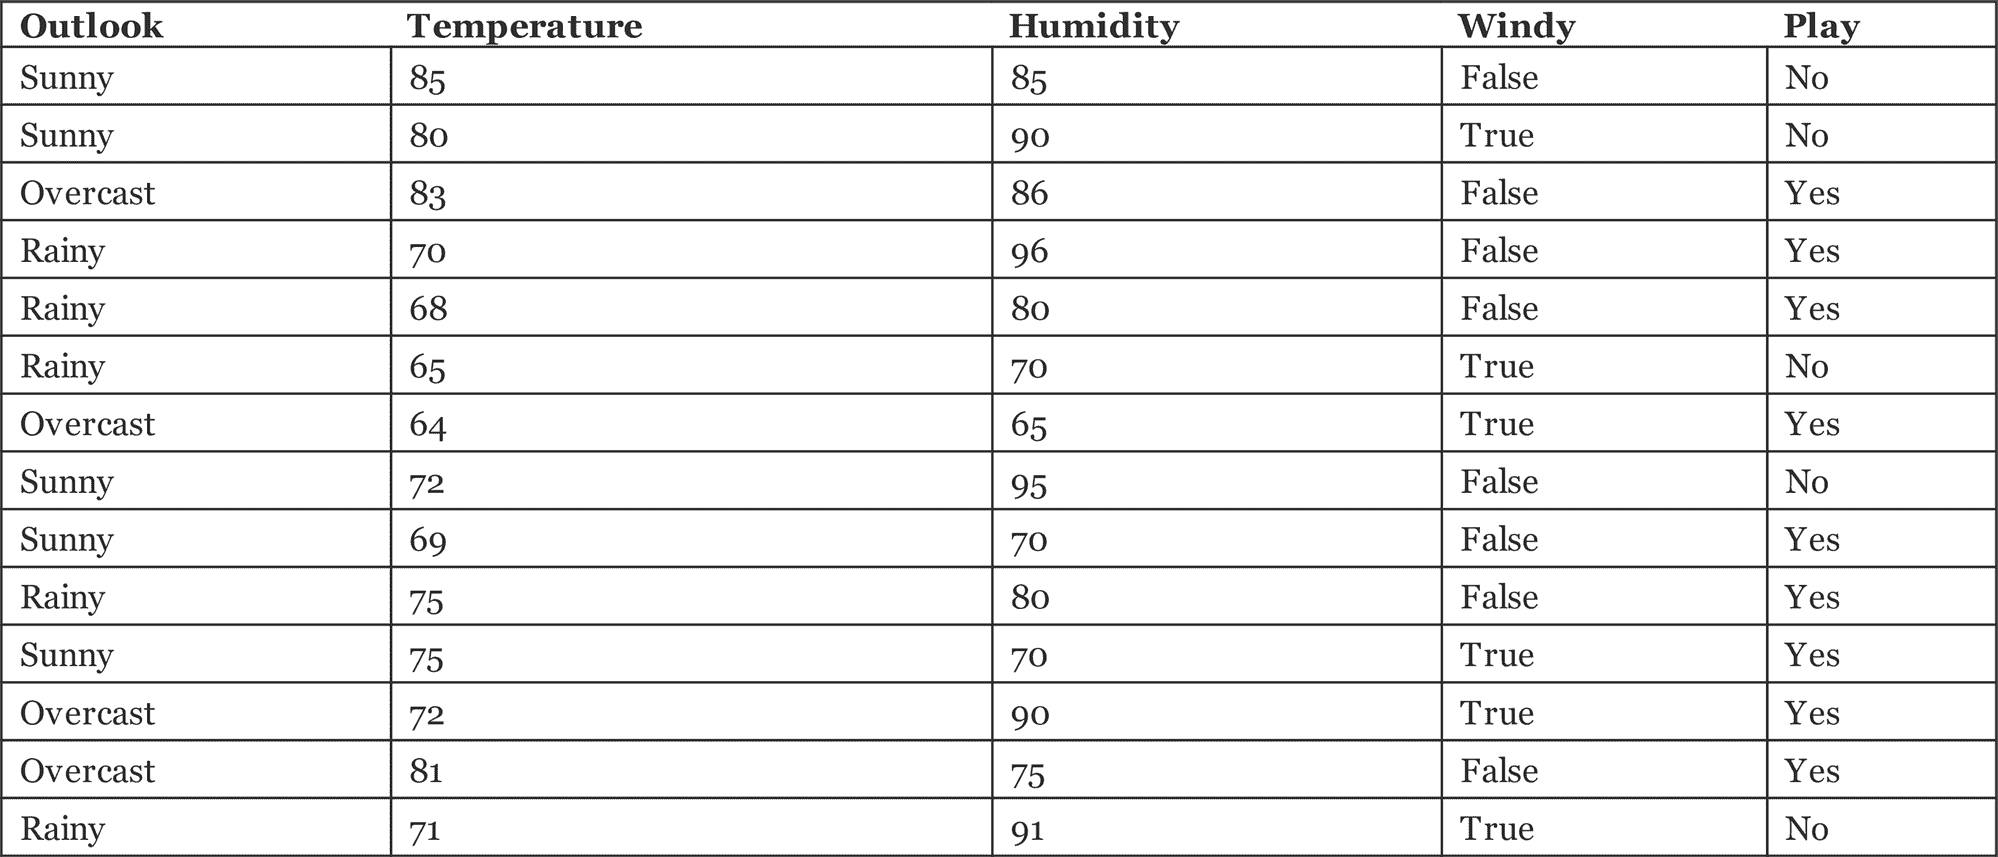 Outlook Temperature Humidity Windy Play
Sunny 85 85 False No
Sunny 80 90 True No
Overcast 83 86 False Yes
Rainy 70 96 False Yes
Rainy 68 80 False Yes
Rainy 65 70 True No
Overcast 64 65 True Yes
Sunny 72 95 False No
Sunny 69 70 False Yes
Rainy 75 80 False Yes
Sunny 75 70 True Yes
Overcast 72 90 True Yes
Overcast 81 75 False Yes
Rainy 71 91 True No